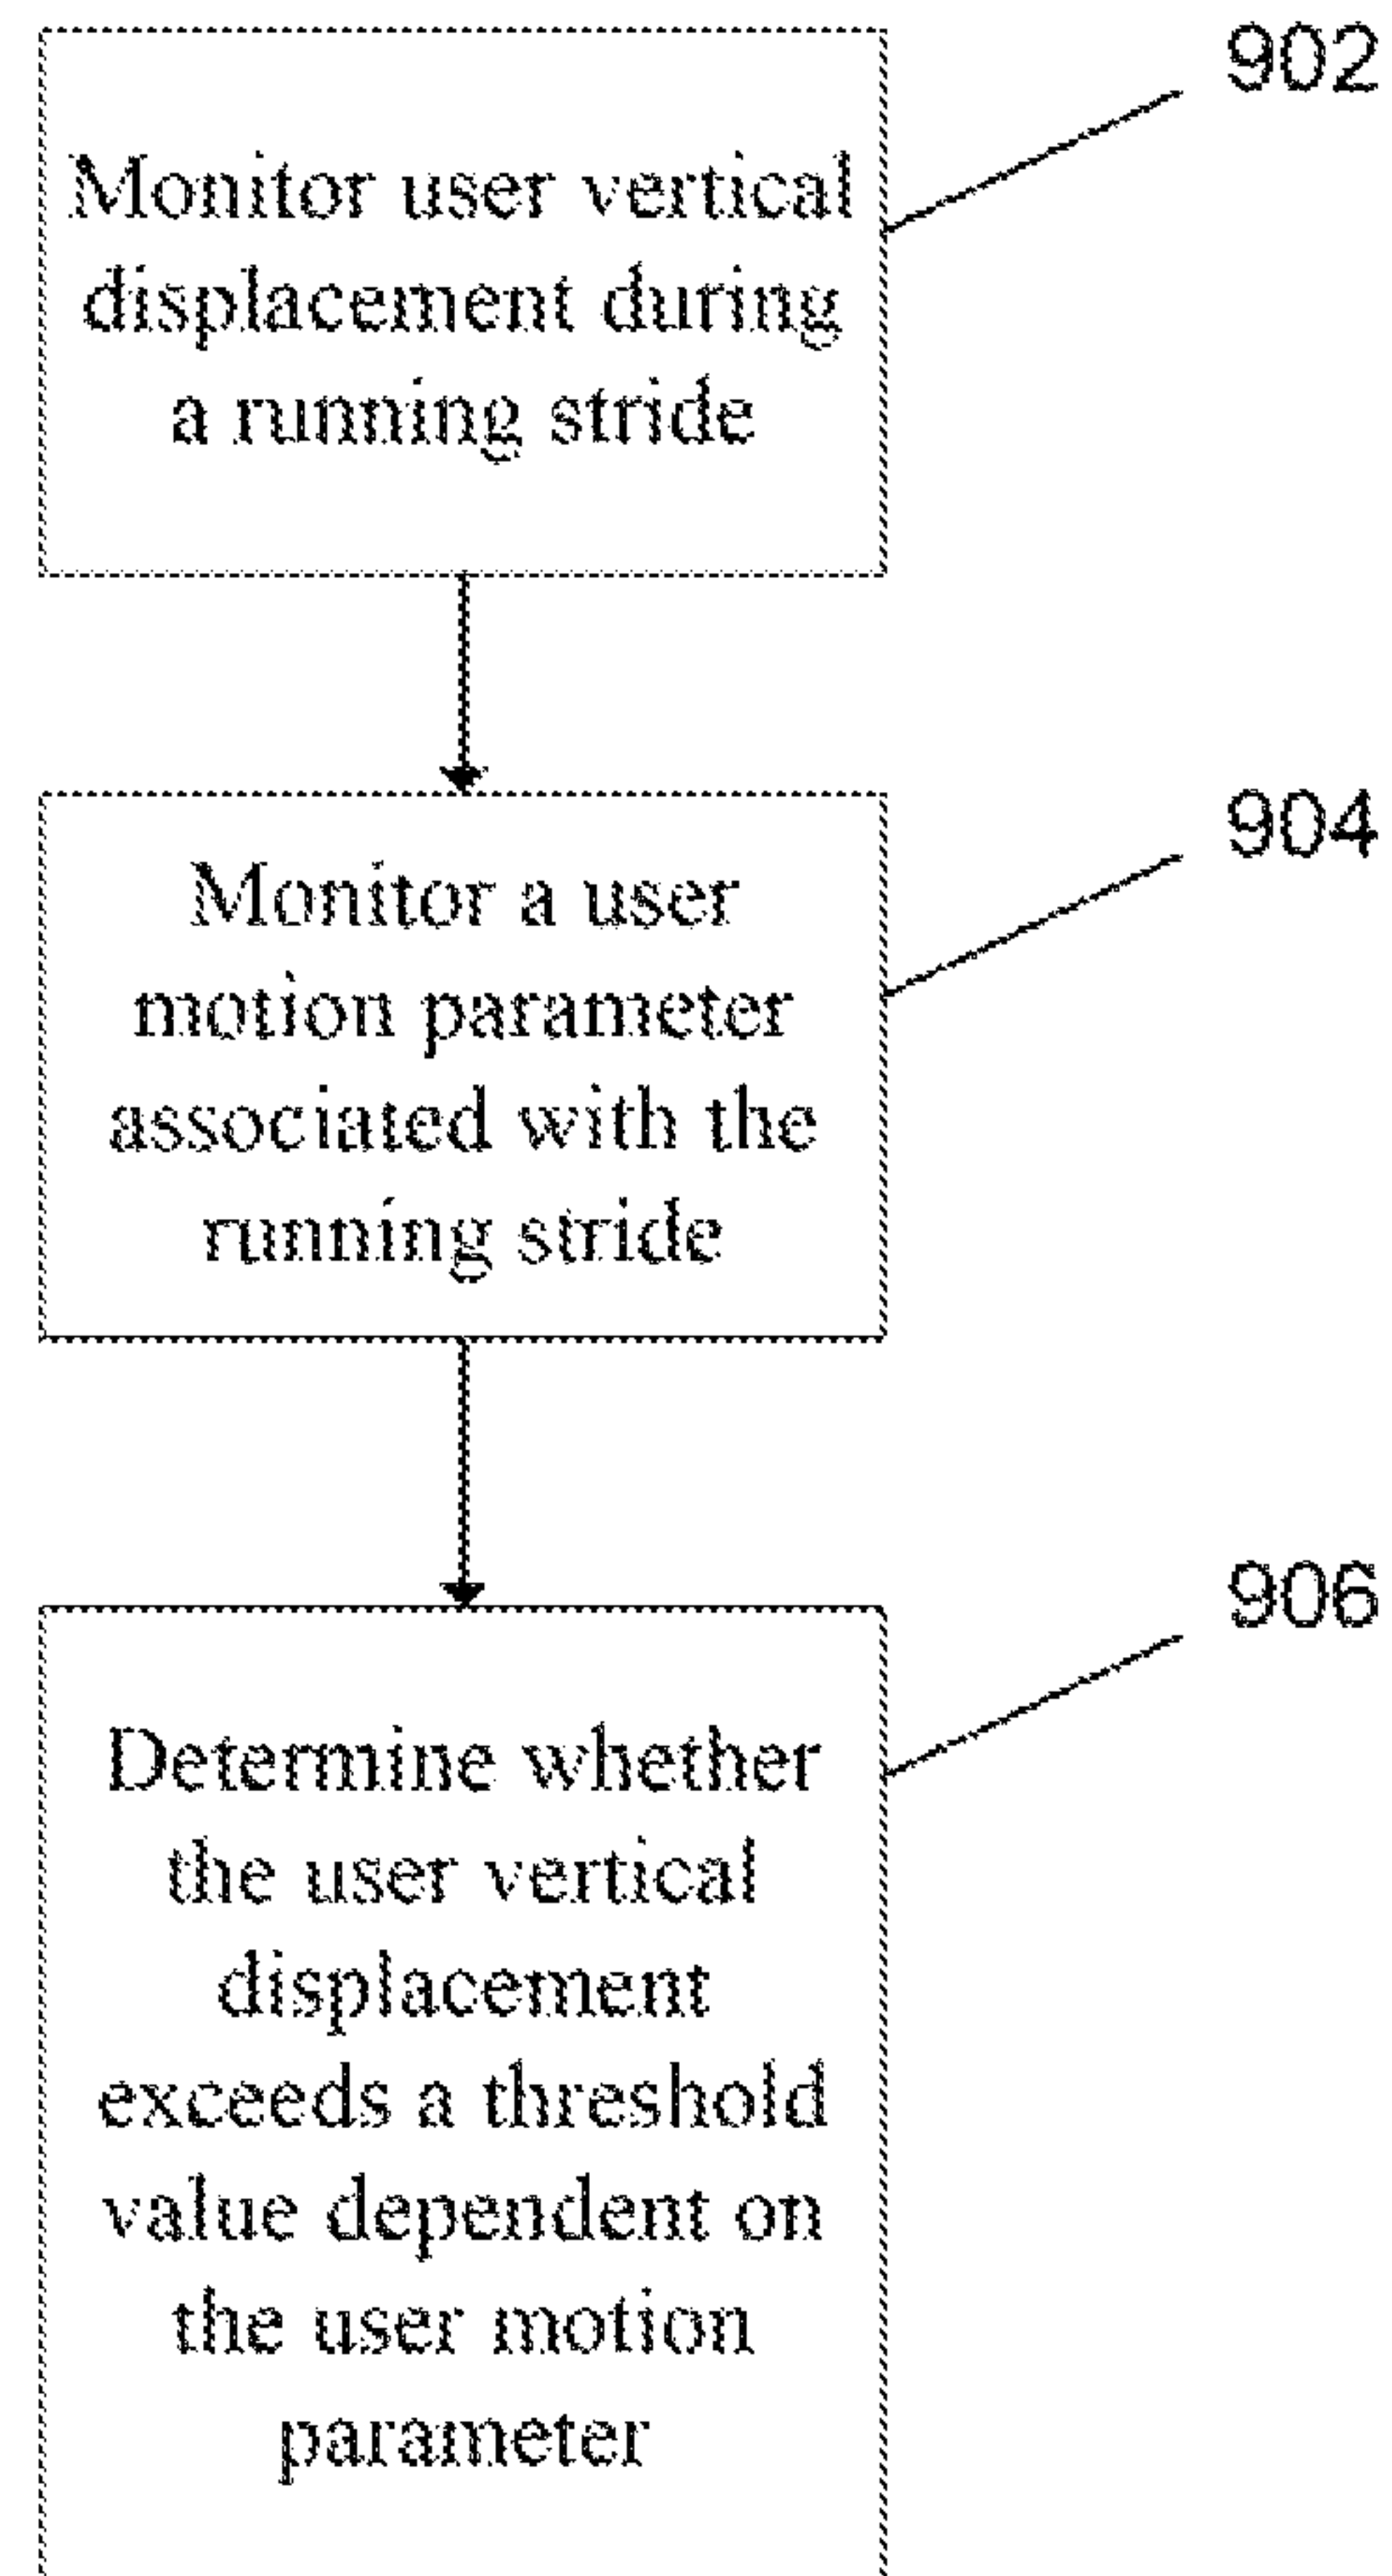 902
Monitor user vertical
displacement during
a running stride
904
Monitor a user
motion parameter
associated with the
running stride
906
Determine whether
the user vertical
displacement
exceeds a threshold
value dependent on
the user motion
parameter